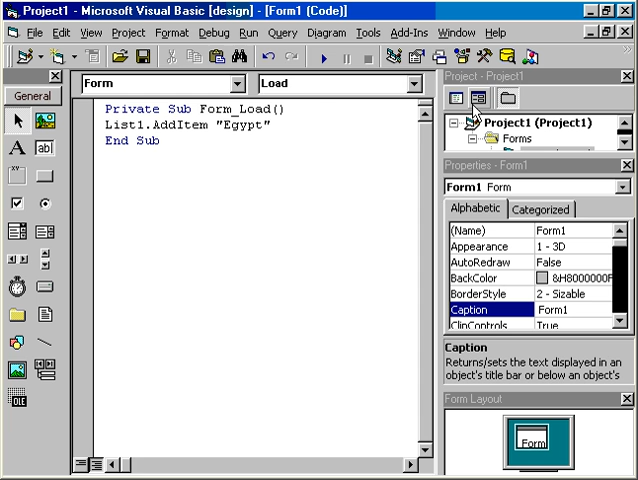 Project1 - Microsoft Visual Basic [design] - [Form1 (Code)]
File Edit View Project Format Debug Run Query Diagram Tools Add-Ins Window Help
General
A
ab|
xy
OLE
Form
Load
Private Sub Form_Load()
List1.AddItem "Egypt"
End Sub
Project - Project1
Project1 (Project1)
Forms
Properties - Form1
Form1 Form
Alphabetic Categorized
(Name) Form1
Appearance 1 - 3D
AutoRedraw False
BackColor &H8000000F
BorderStyle 2 - Sizable
Caption Form1
ClipControls True
Caption
Returns/sets the text displayed in an
object's title bar or below an object's
Form Layout
Form